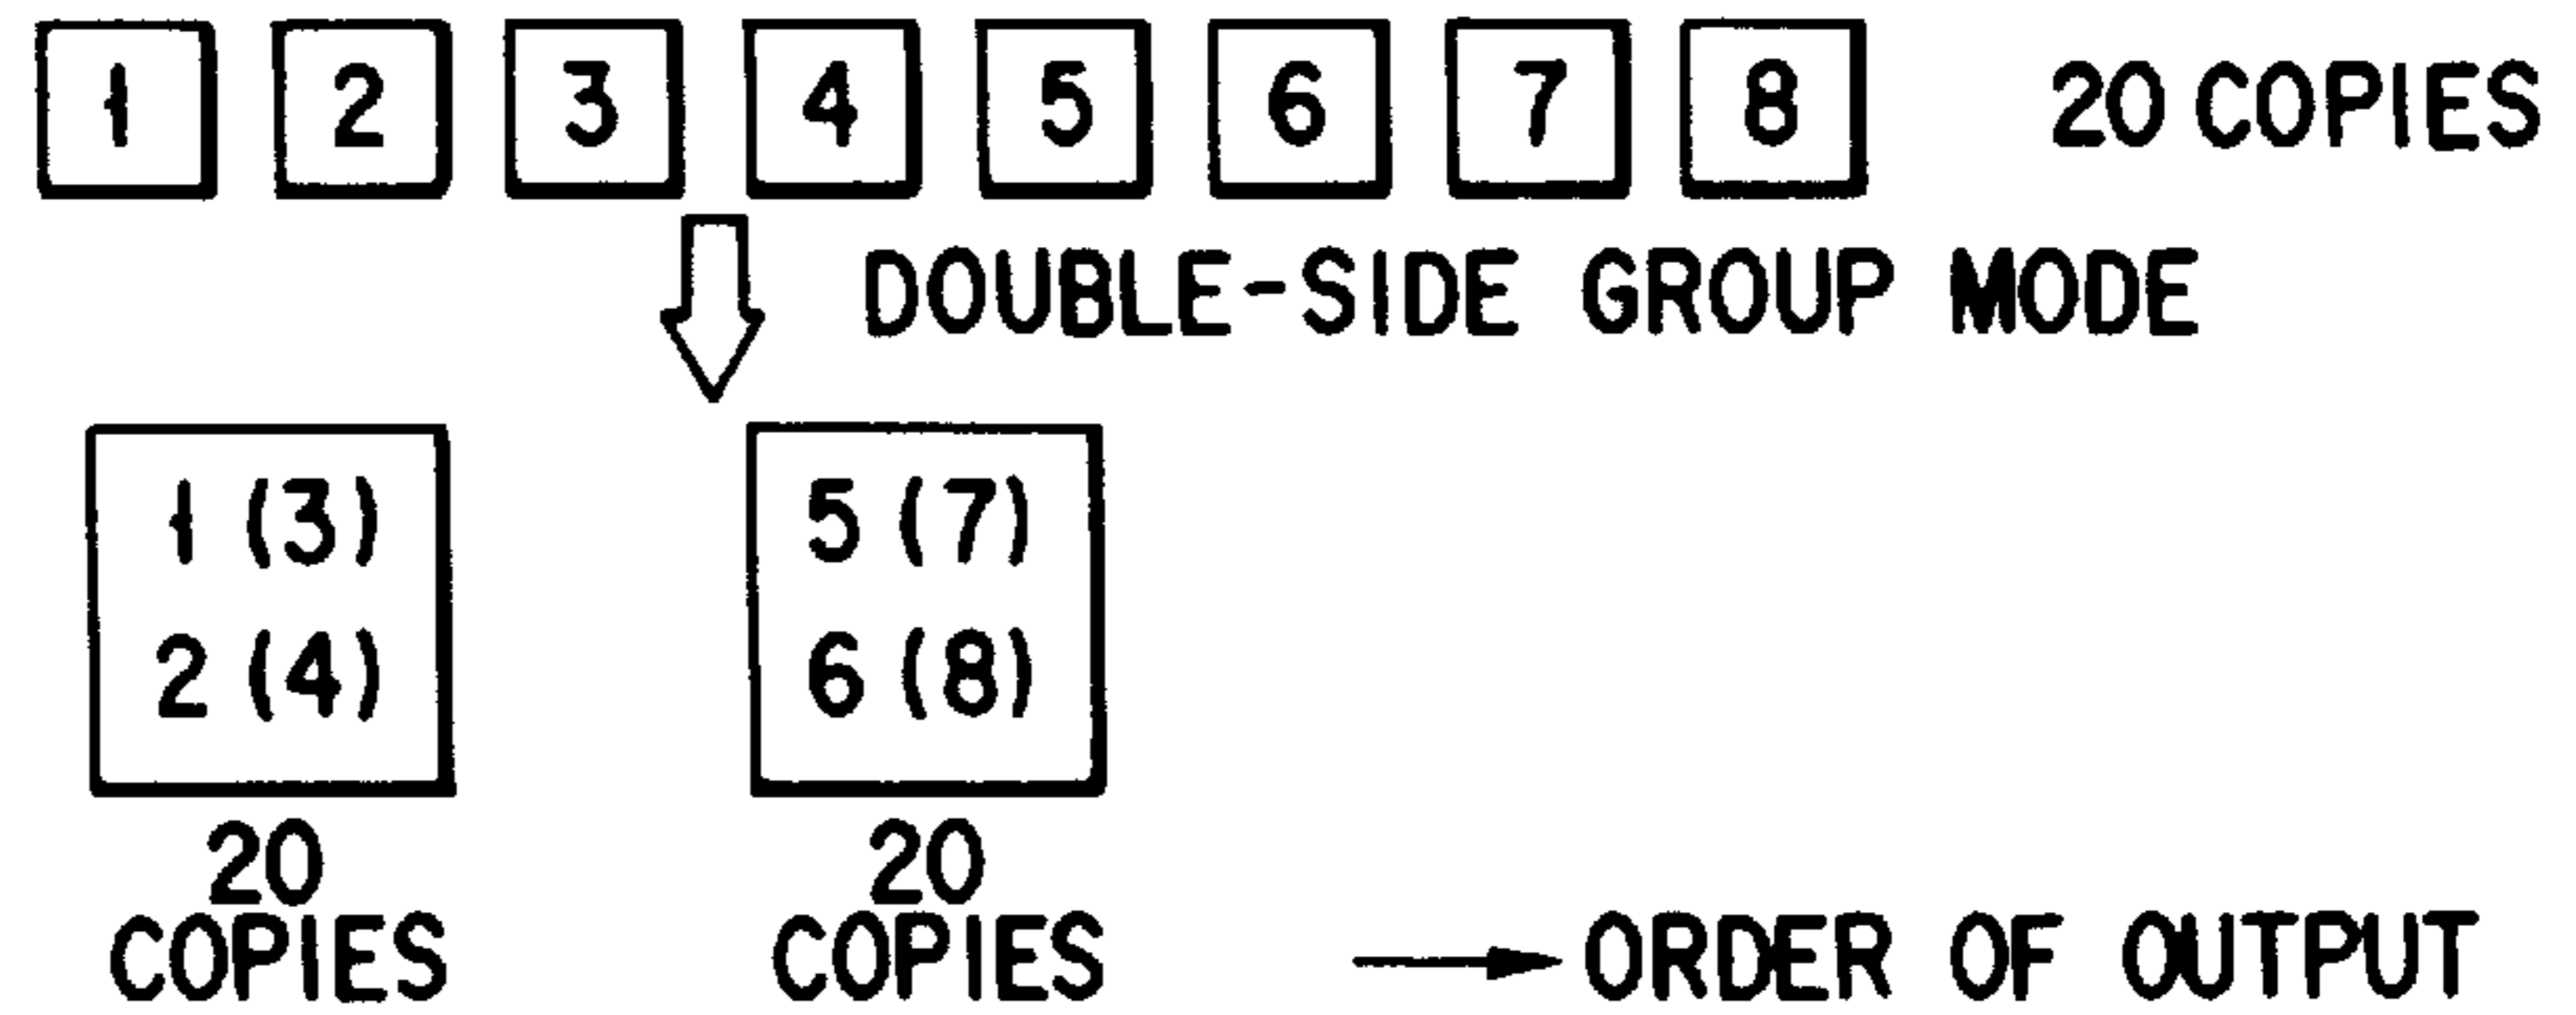 1 2 3 4 5 6 7 8 20 COPIES
DOUBLE-SIDE GROUP MODE
1 (3) 5 (7)
2 (4) 6 (8)
20 20
COPIES COPIES ORDER OF OUTPUT